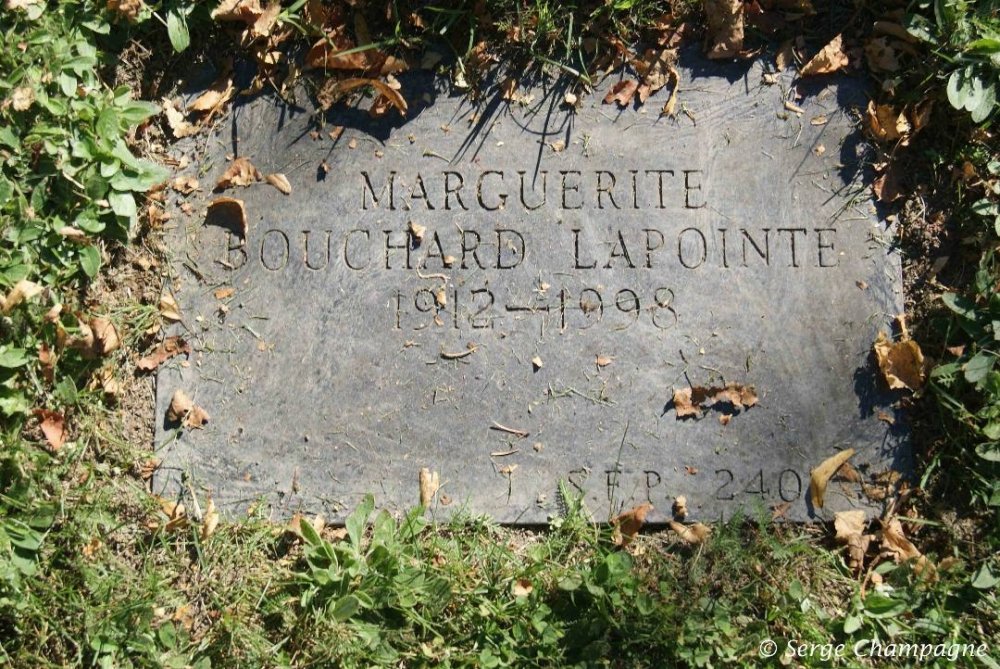 MARGUERITE
BOUCHARD LAPOINTE
1912-1998
SEP. 240
© Serge Champagne